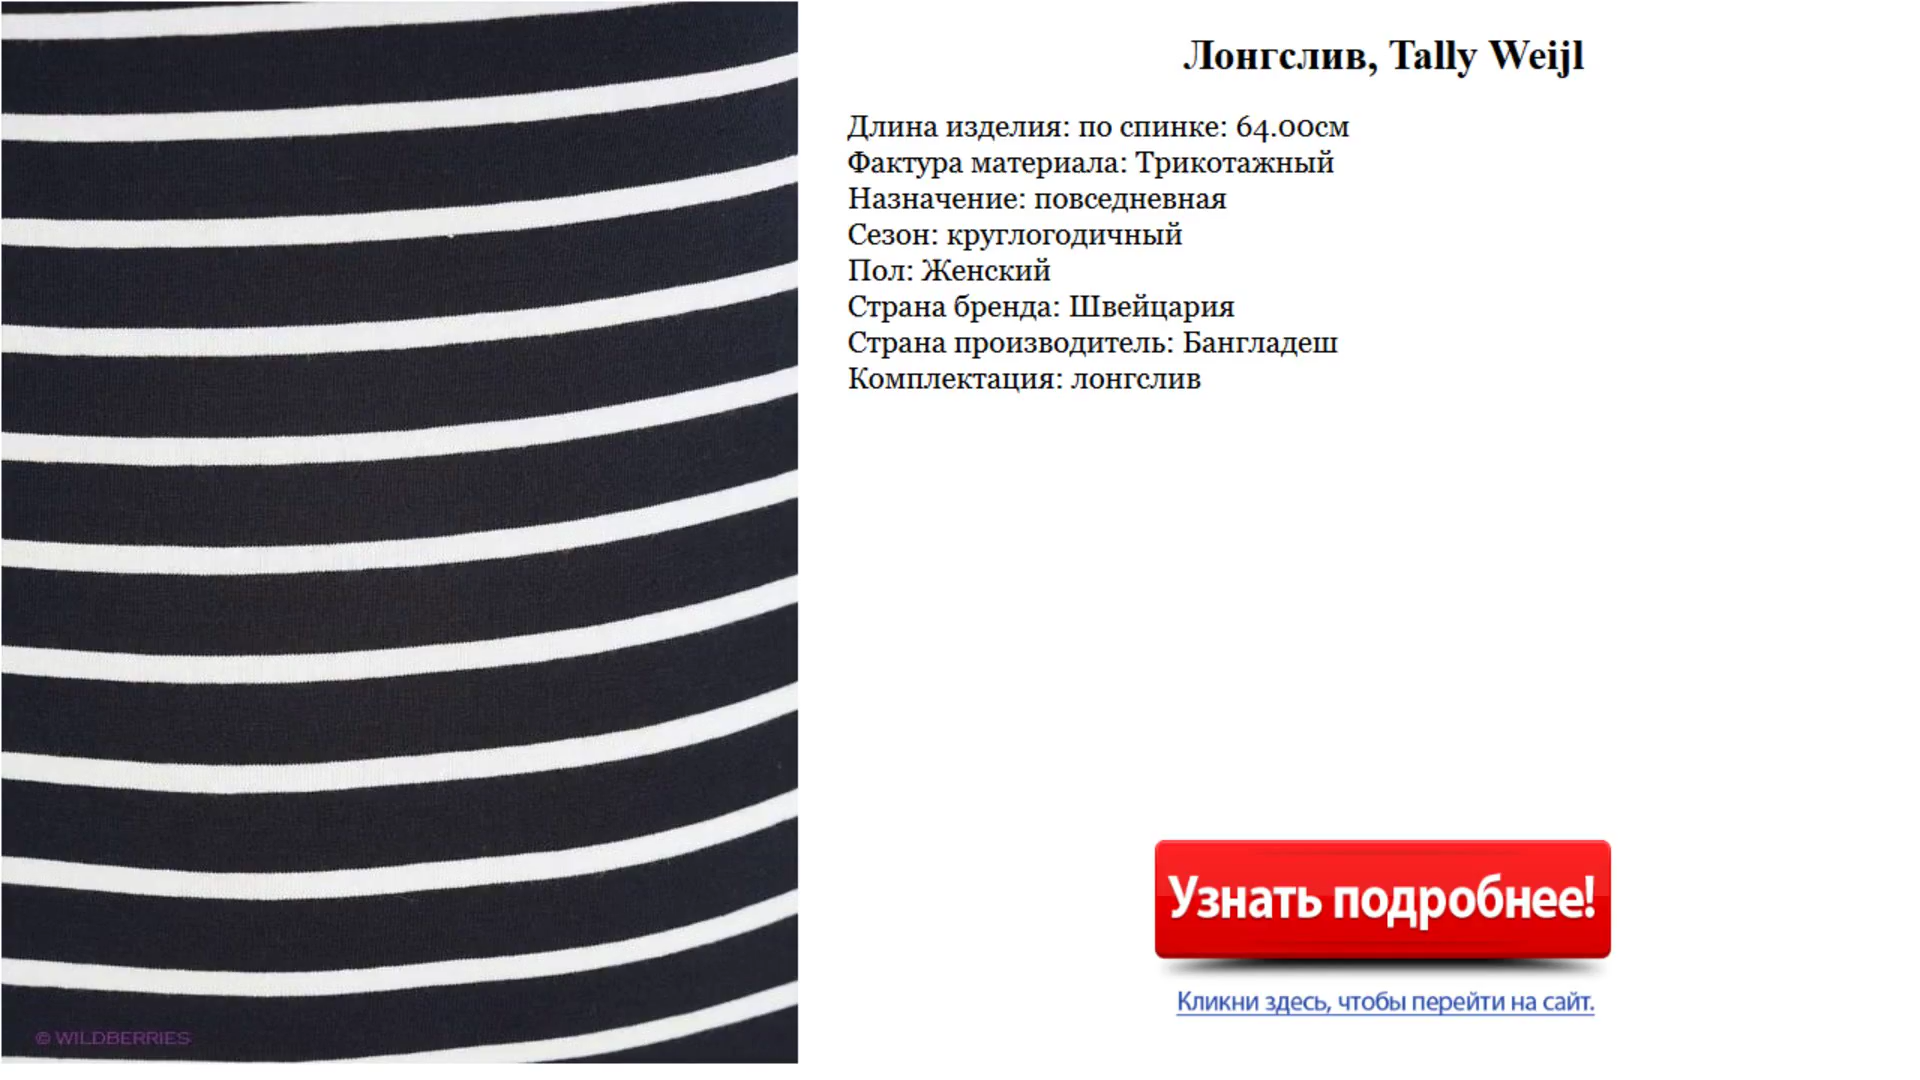 Лонгслив, Tally Weijl
Длина изделия: по спинке: 64.00см
Фактура материала: Трикотажный
Назначение: повседневная
Сезон: круглогодичный
Пол: Женский
Страна бренда: Швейцария
Страна производитель: Бангладеш
Комплектация: лонгслив
Узнать подробнее!
Кликни здесь, чтобы перейти на сайт.
© WILDBERRIES